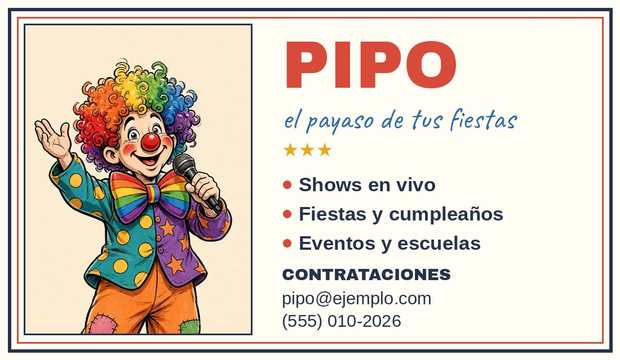 PIPO
el payaso de tus fiestas
Shows en vivo
Fiestas y cumpleaños
Eventos y escuelas
CONTRATACIONES
pipo@ejemplo.com
(555) 010-2026